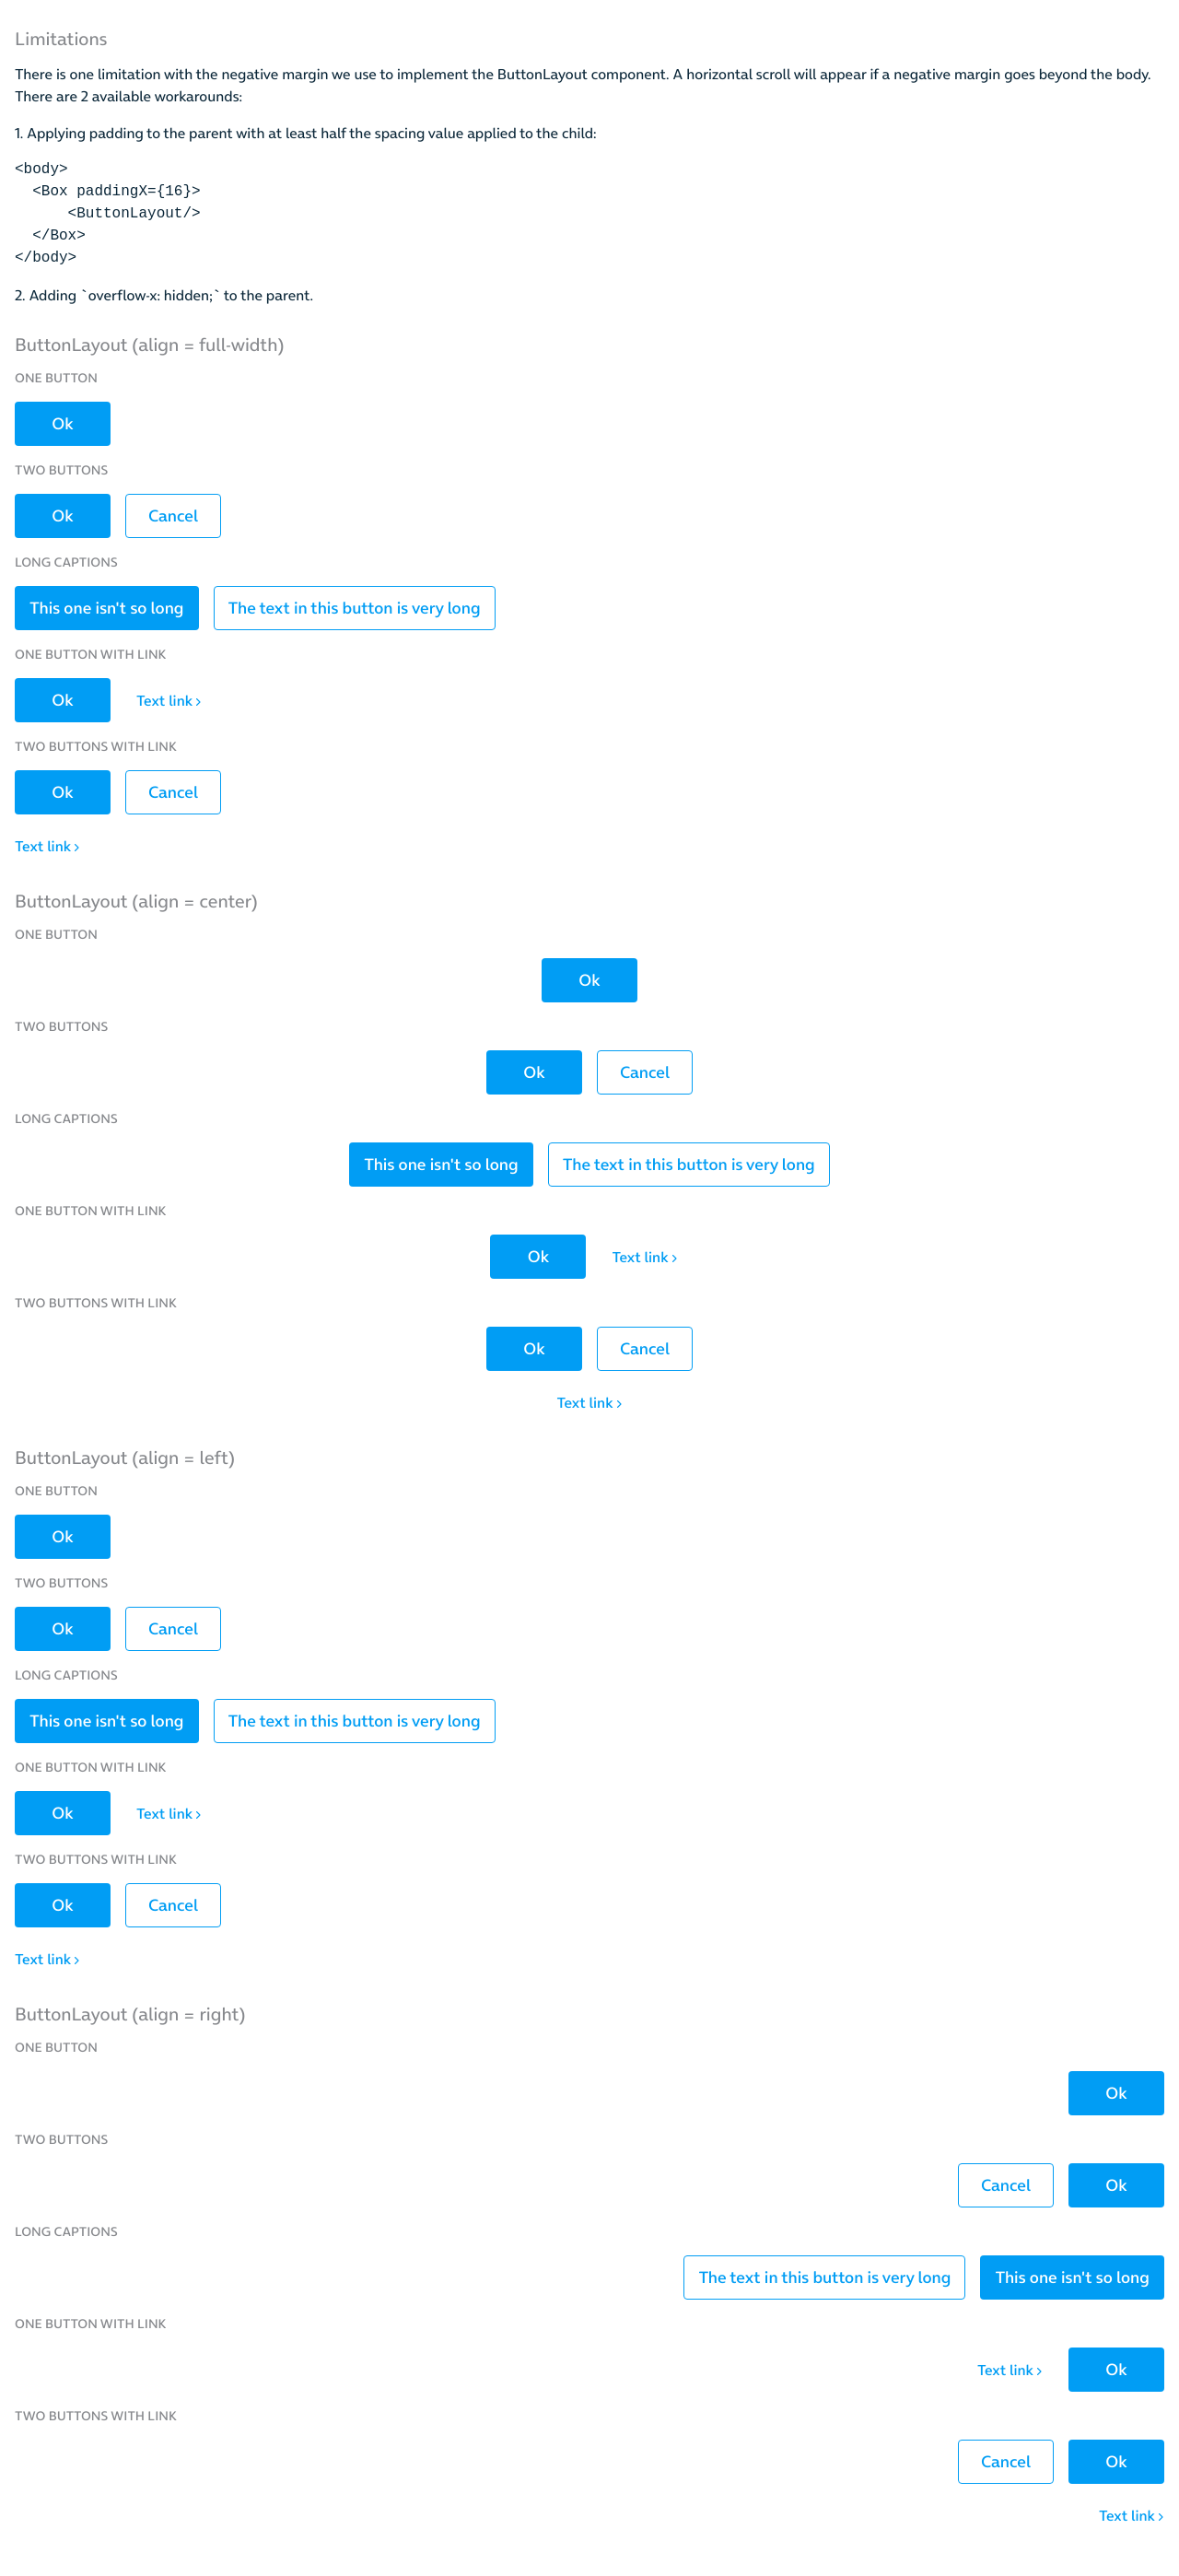 Limitations
There is one limitation with the negative margin we use to implement the ButtonLayout component. A horizontal scroll will appear if a negative margin goes beyond the body.
There are 2 available workarounds:
1. Applying padding to the parent with at least half the spacing value applied to the child:
<body>
  <Box paddingX={16}>
      <ButtonLayout/>
  </Box>
</body>
2. Adding `overflow-x: hidden;` to the parent.
ButtonLayout (align = full-width)
ONE BUTTON
Ok
TWO BUTTONS
Ok Cancel
LONG CAPTIONS
This one isn't so long The text in this button is very long
ONE BUTTON WITH LINK
Ok Text link >
TWO BUTTONS WITH LINK
Ok Cancel
Text link >
ButtonLayout (align = center)
ONE BUTTON
Ok
TWO BUTTONS
Ok Cancel
LONG CAPTIONS
This one isn't so long The text in this button is very long
ONE BUTTON WITH LINK
Ok Text link >
TWO BUTTONS WITH LINK
Ok Cancel
Text link >
ButtonLayout (align = left)
ONE BUTTON
Ok
TWO BUTTONS
Ok Cancel
LONG CAPTIONS
This one isn't so long The text in this button is very long
ONE BUTTON WITH LINK
Ok Text link >
TWO BUTTONS WITH LINK
Ok Cancel
Text link >
ButtonLayout (align = right)
ONE BUTTON
Ok
TWO BUTTONS
Cancel Ok
LONG CAPTIONS
The text in this button is very long This one isn't so long
ONE BUTTON WITH LINK
Text link > Ok
TWO BUTTONS WITH LINK
Cancel Ok
Text link >